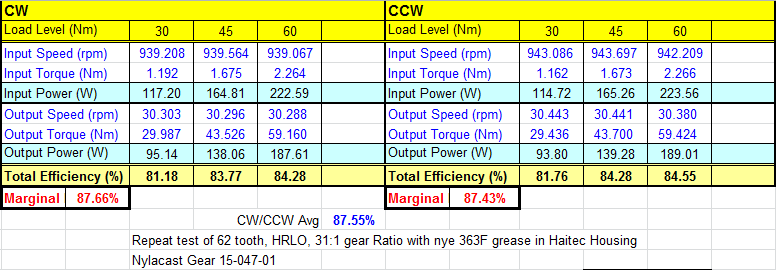 CW CCW
Load Level (Nm) 30 45 60 Load Level (Nm) 30 45 60
Input Speed (rpm) 939.208 939.564 939.067 Input Speed (rpm) 943.086 943.697 942.209
Input Torque (Nm) 1.192 1.675 2.264 Input Torque (Nm) 1.162 1.673 2.266
Input Power (W) 117.20 164.81 222.59 Input Power (W) 114.72 165.26 223.56
Output Speed (rpm) 30.303 30.296 30.288 Output Speed (rpm) 30.443 30.441 30.380
Output Torque (Nm) 29.987 43.526 59.160 Output Torque (Nm) 29.436 43.700 59.424
Output Power (W) 95.14 138.06 187.61 Output Power (W) 93.80 139.28 189.01
Total Efficiency (%) 81.18 83.77 84.28 Total Efficiency (%) 81.76 84.28 84.55
Marginal 87.66% Marginal 87.43%
CW/CCW Avg 87.55%
Repeat test of 62 tooth, HRLO, 31:1 gear Ratio with nye 363F grease in Haitec Housing
Nylacast Gear 15-047-01